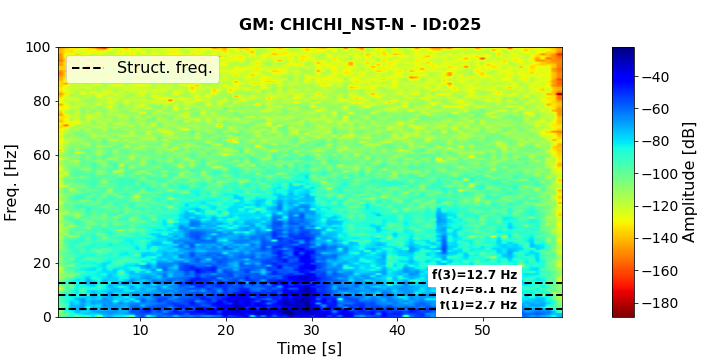 GM: CHICHI_NST-N - ID:025
100
80
60
40
20
0
Freq. [Hz]
Struct. freq.
f(3)=12.7 Hz
f(2)=8.1 Hz
f(1)=2.7 Hz
10
20
30
40
50
Time [s]
−40
−60
−80
−100
−120
−140
−160
−180
Amplitude [dB]